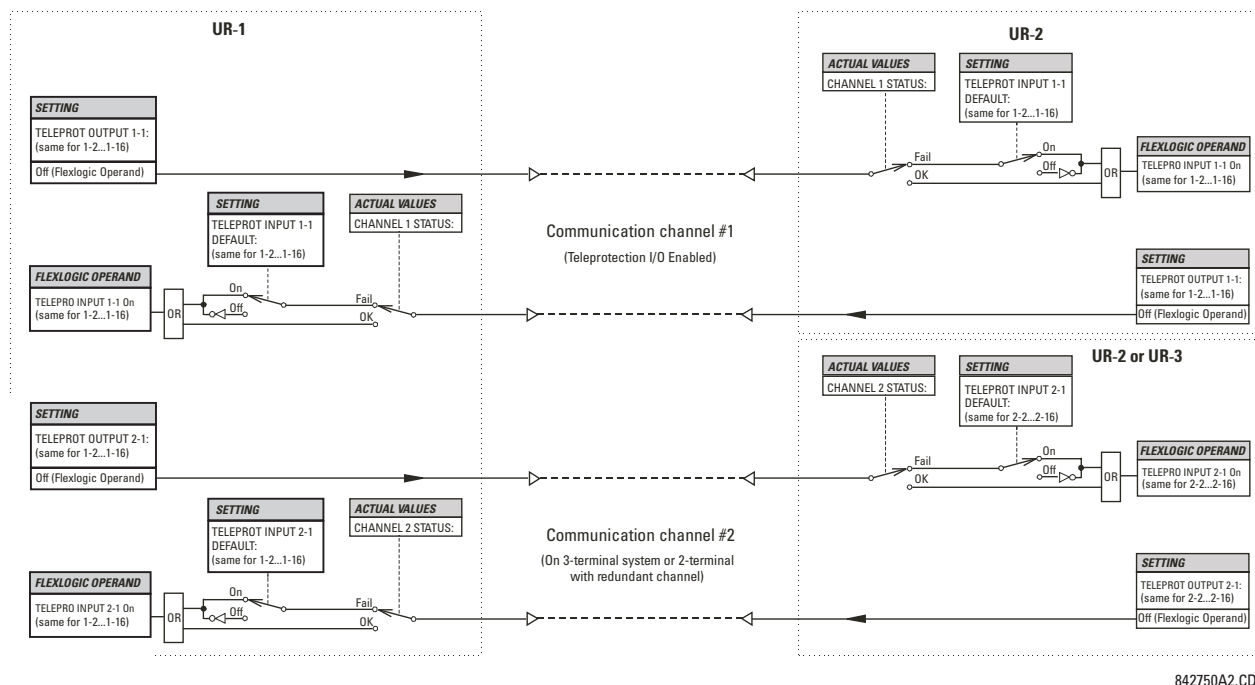 UR-1
UR-2
ACTUAL VALUES
CHANNEL 1 STATUS:
SETTING
TELEPROT INPUT 1-1
DEFAULT:
(same for 1-2...1-16)
SETTING
TELEPROT OUTPUT 1-1:
(same for 1-2...1-16)
Off (Flexlogic Operand)
Fail
OK
On
Off
OR
FLEXLOGIC OPERAND
TELEPRO INPUT 1-1 On
(same for 1-2...1-16)
SETTING
TELEPROT INPUT 1-1
DEFAULT:
(same for 1-2...1-16)
ACTUAL VALUES
CHANNEL 1 STATUS:
Communication channel #1
(Teleprotection I/O Enabled)
FLEXLOGIC OPERAND
TELEPRO INPUT 1-1 On
(same for 1-2...1-16)
OR
On
Off
Fail
OK
SETTING
TELEPROT OUTPUT 1-1:
(same for 1-2...1-16)
Off (Flexlogic Operand)
UR-2 or UR-3
ACTUAL VALUES
CHANNEL 2 STATUS:
SETTING
TELEPROT INPUT 2-1
DEFAULT:
(same for 2-2...2-16)
SETTING
TELEPROT OUTPUT 2-1:
(same for 1-2...1-16)
Off (Flexlogic Operand)
Fail
OK
On
Off
OR
FLEXLOGIC OPERAND
TELEPRO INPUT 2-1 On
(same for 2-2...2-16)
SETTING
TELEPROT INPUT 2-1
DEFAULT:
(same for 1-2...1-16)
ACTUAL VALUES
CHANNEL 2 STATUS:
Communication channel #2
(On 3-terminal system or 2-terminal
with redundant channel)
FLEXLOGIC OPERAND
TELEPRO INPUT 2-1 On
(same for 1-2...1-16)
OR
On
Off
Fail
OK
SETTING
TELEPROT OUTPUT 2-1:
(same for 2-2...2-16)
Off (Flexlogic Operand)